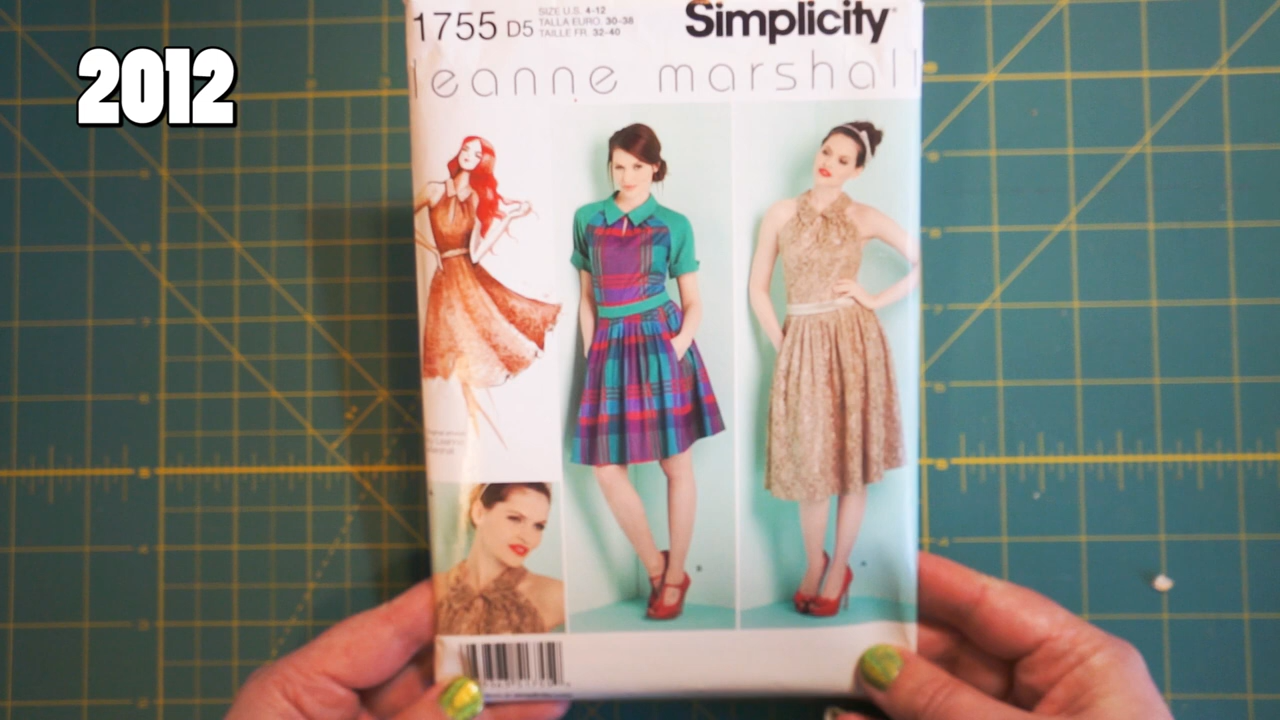 2012
1755 D5
SIZE U.S. 4-12
TALLA EURO. 30-38
TAILLE FR. 32-40
Simplicity
leanne marshall
B
A